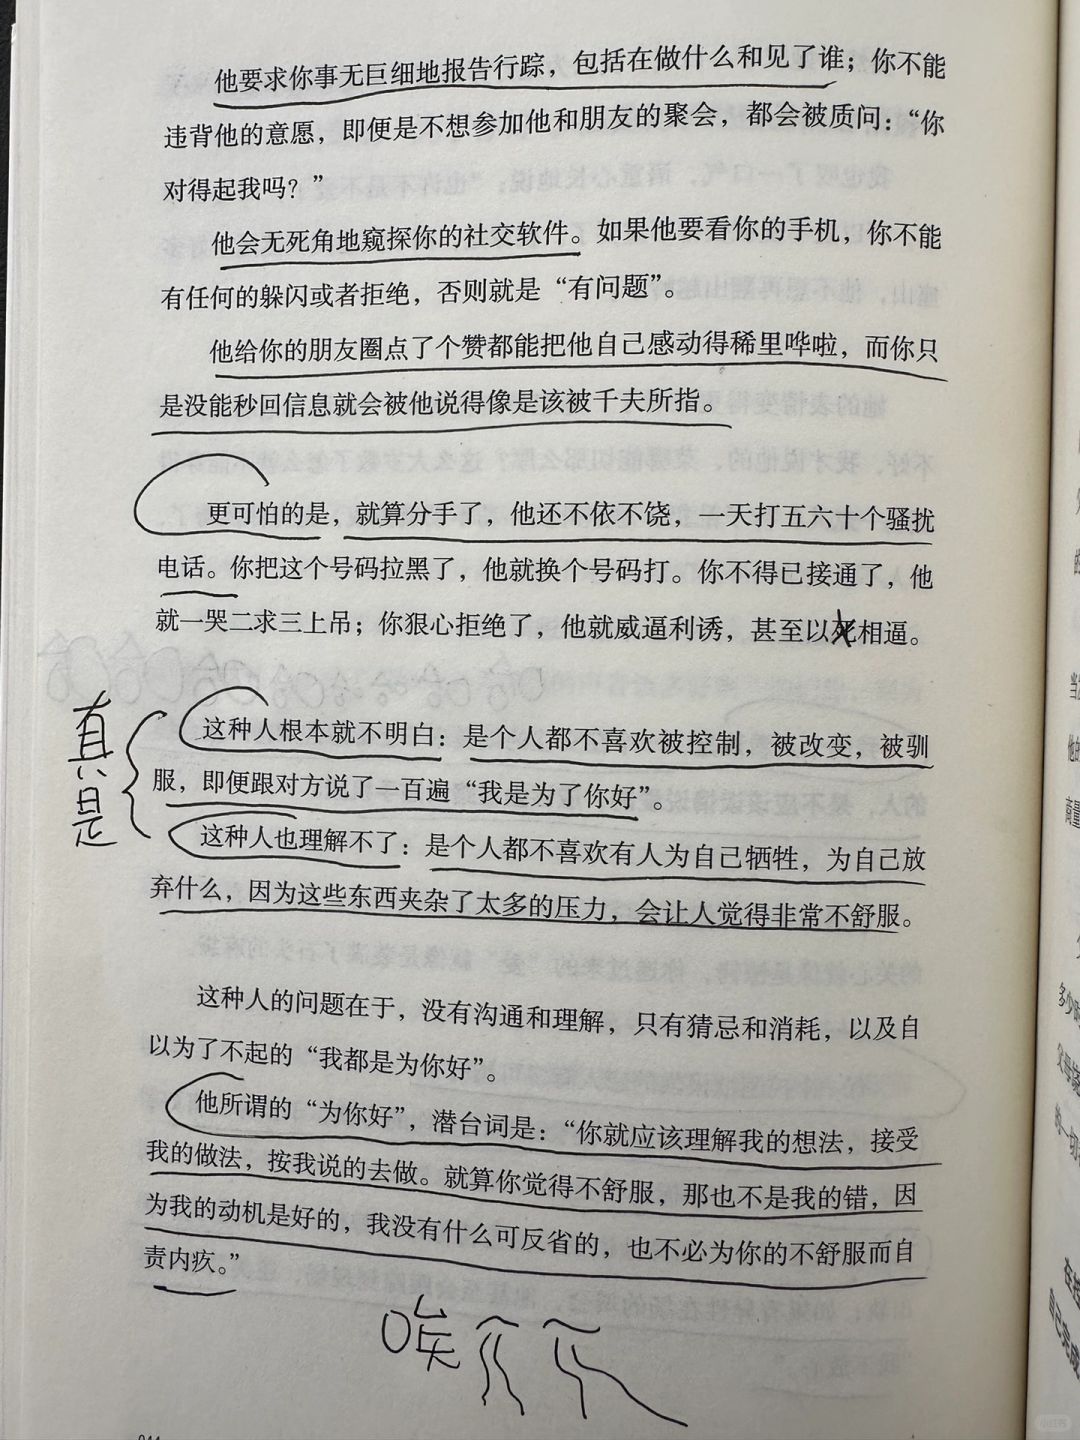 他要求你事无巨细地报告行踪，包括在做什么和见了谁；你不能
违背他的意愿，即便是不想参加他和朋友的聚会，都会被质问：“你
对得起我吗？”
他会无死角地窥探你的社交软件。如果他要看你的手机，你不能
有任何的躲闪或者拒绝，否则就是“有问题”。
他给你的朋友圈点了个赞都能把他自己感动得稀里哗啦，而你只
是没能秒回信息就会被他说得像是该被千夫所指。
更可怕的是，就算分手了，他还不依不饶，一天打五六十个骚扰
电话。你把这个号码拉黑了，他就换个号码打。你不得已接通了，他
就一哭二求三上吊；你狠心拒绝了，他就威逼利诱，甚至以死相逼。
真是
这种人根本就不明白：是个人都不喜欢被控制，被改变，被驯
服，即便跟对方说了一百遍“我是为了你好”。
这种人也理解不了：是个人都不喜欢有人为自己牺牲，为自己放
弃什么，因为这些东西夹杂了太多的压力，会让人觉得非常不舒服。
这种人的问题在于，没有沟通和理解，只有猜忌和消耗，以及自
以为了不起的“我都是为你好”。
他所谓的“为你好”，潜台词是：“你就应该理解我的想法，接受
我的做法，按我说的去做。就算你觉得不舒服，那也不是我的错，因
为我的动机是好的，我没有什么可反省的，也不必为你的不舒服而自
责内疚。”
唉
小红书